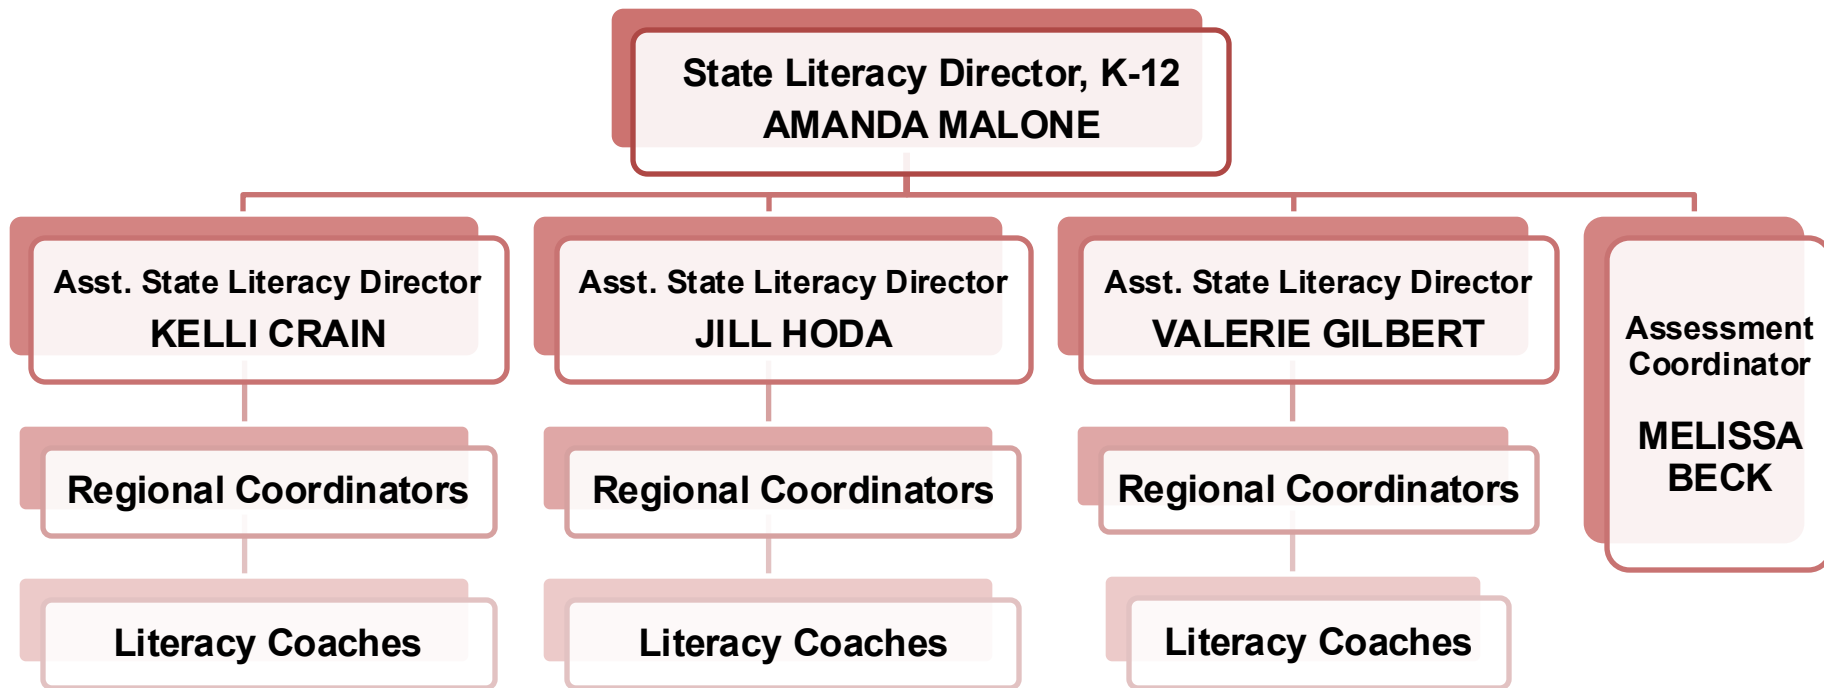 State Literacy Director, K-12
AMANDA MALONE
Asst. State Literacy Director
KELLI CRAIN
Asst. State Literacy Director
JILL HODA
Asst. State Literacy Director
VALERIE GILBERT
Assessment
Coordinator
MELISSA
BECK
Regional Coordinators
Regional Coordinators
Regional Coordinators
Literacy Coaches
Literacy Coaches
Literacy Coaches